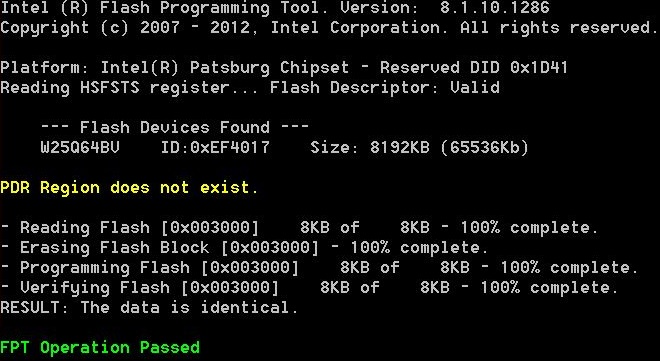 Intel (R) Flash Programming Tool. Version:  8.1.10.1286
Copyright (c) 2007 - 2012, Intel Corporation. All rights reserved.
Platform: Intel(R) Patsburg Chipset - Reserved DID 0x1D41
Reading HSFSTS register... Flash Descriptor: Valid
--- Flash Devices Found ---
W25Q64BV    ID:0xEF4017    Size: 8192KB (65536Kb)
PDR Region does not exist.
- Reading Flash [0x003000]    8KB of    8KB - 100% complete.
- Erasing Flash Block [0x003000] - 100% complete.
- Programming Flash [0x003000]    8KB of    8KB - 100% complete.
- Verifying Flash [0x003000]    8KB of    8KB - 100% complete.
RESULT: The data is identical.
FPT Operation Passed